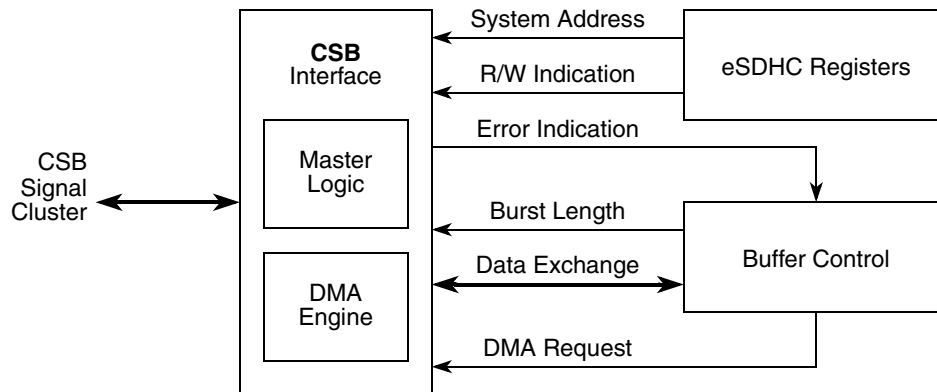 System Address
CSB
Interface
eSDHC Registers
R/W Indication
Error Indication
Master
Logic
CSB
Signal
Cluster
Burst Length
Data Exchange
Buffer Control
DMA
Engine
DMA Request